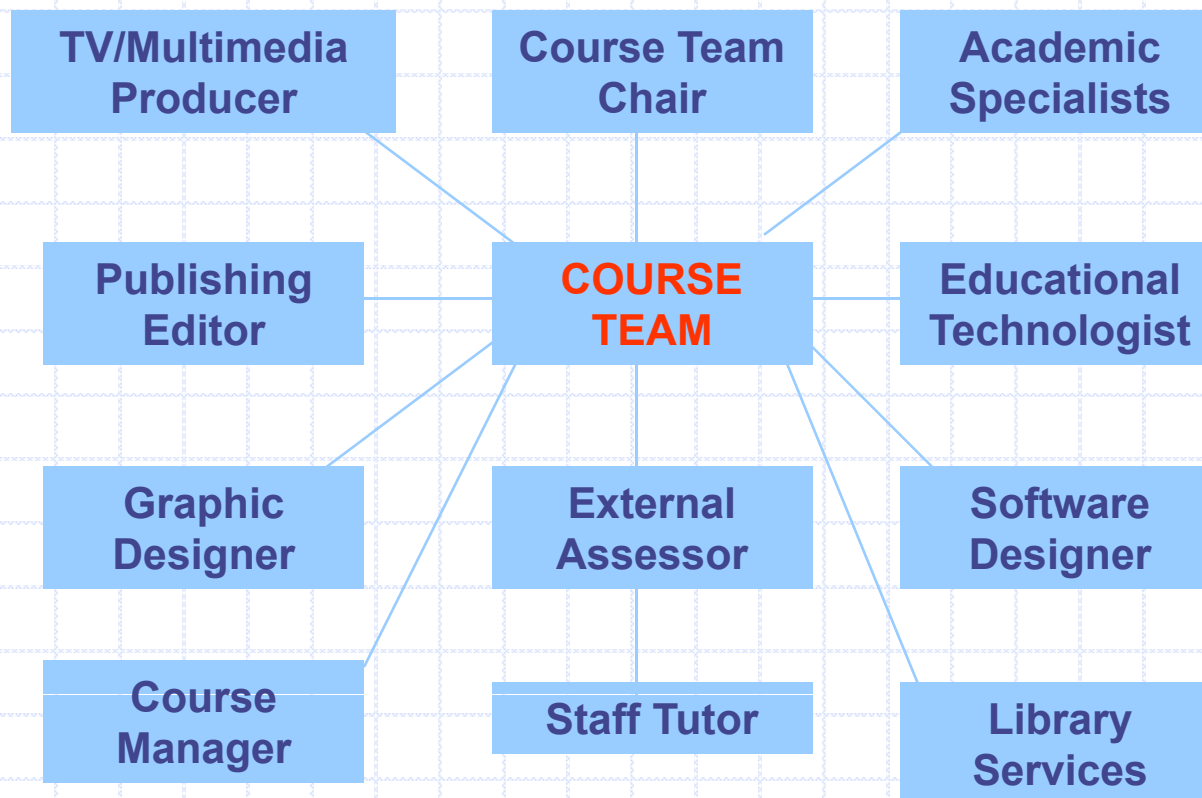 TV/Multimedia
Producer
Course Team
Chair
Academic
Specialists
Publishing
Editor
COURSE
TEAM
Educational
Technologist
Graphic
Designer
External
Assessor
Software
Designer
Course
Manager
Staff Tutor
Library
Services